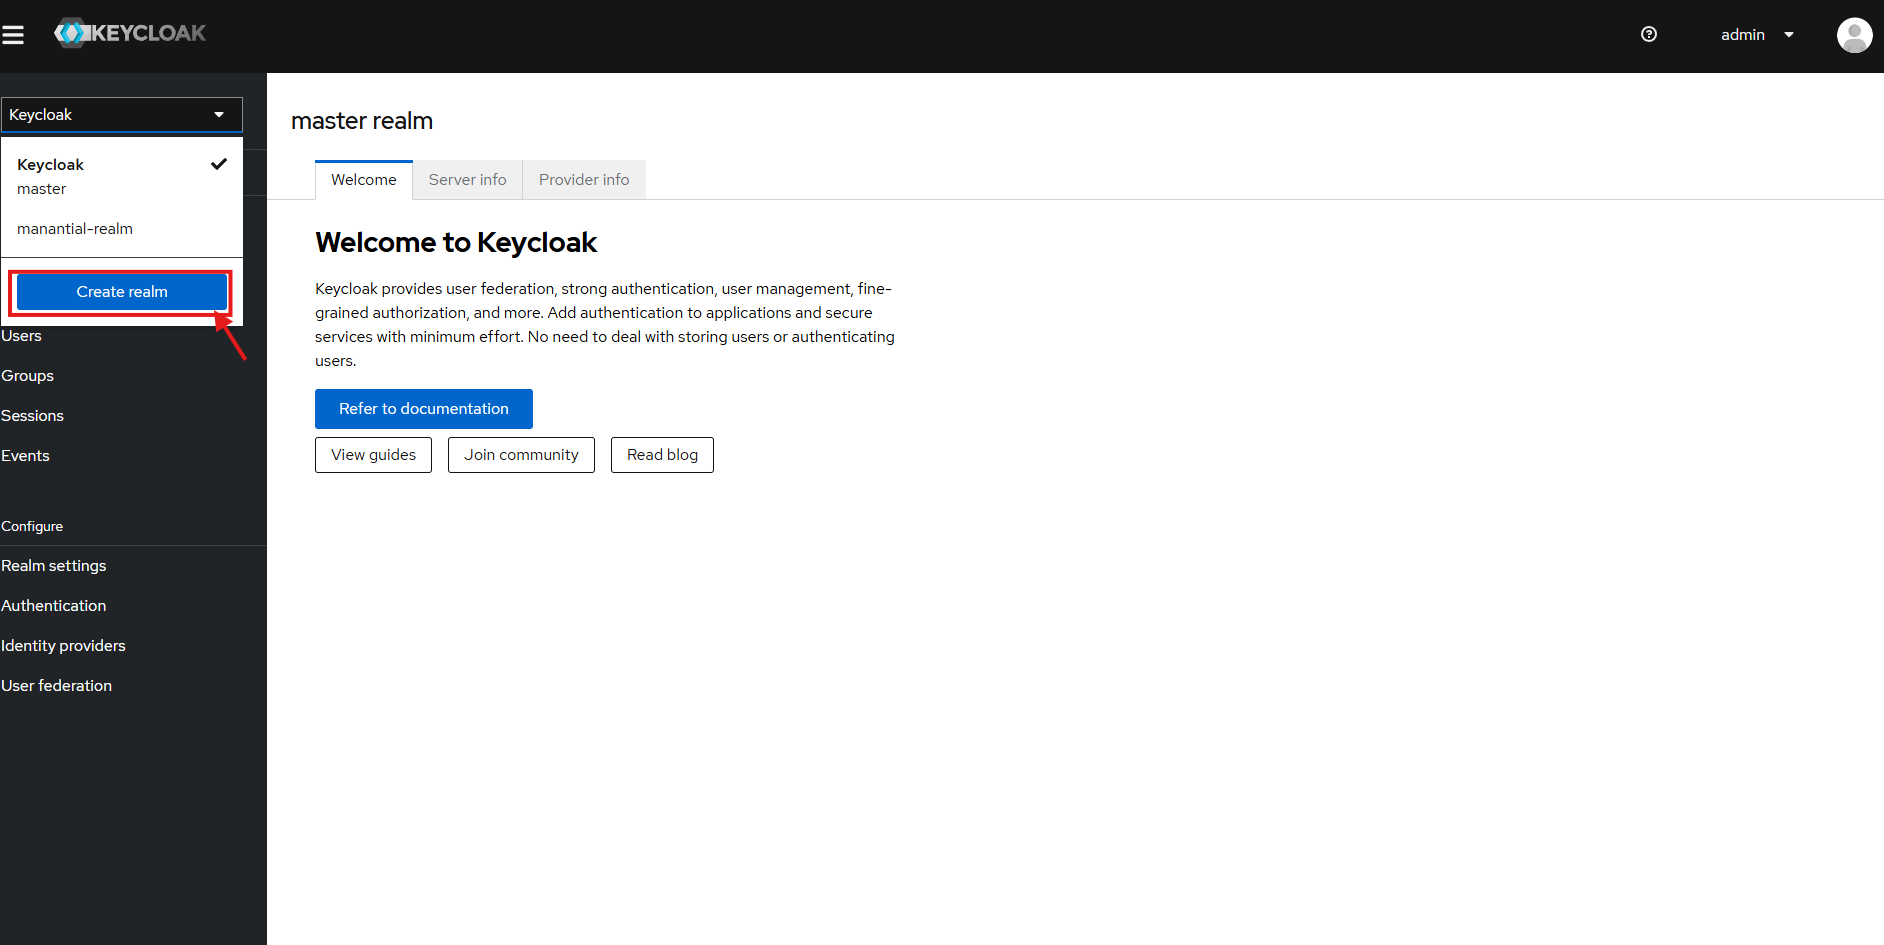 KEYCLOAK
admin
Keycloak
Keycloak
master
manantial-realm
Create realm
Users
Groups
Sessions
Events
Configure
Realm settings
Authentication
Identity providers
User federation
master realm
Welcome
Server info
Provider info
Welcome to Keycloak
Keycloak provides user federation, strong authentication, user management, fine-
grained authorization, and more. Add authentication to applications and secure
services with minimum effort. No need to deal with storing users or authenticating
users.
Refer to documentation
View guides
Join community
Read blog